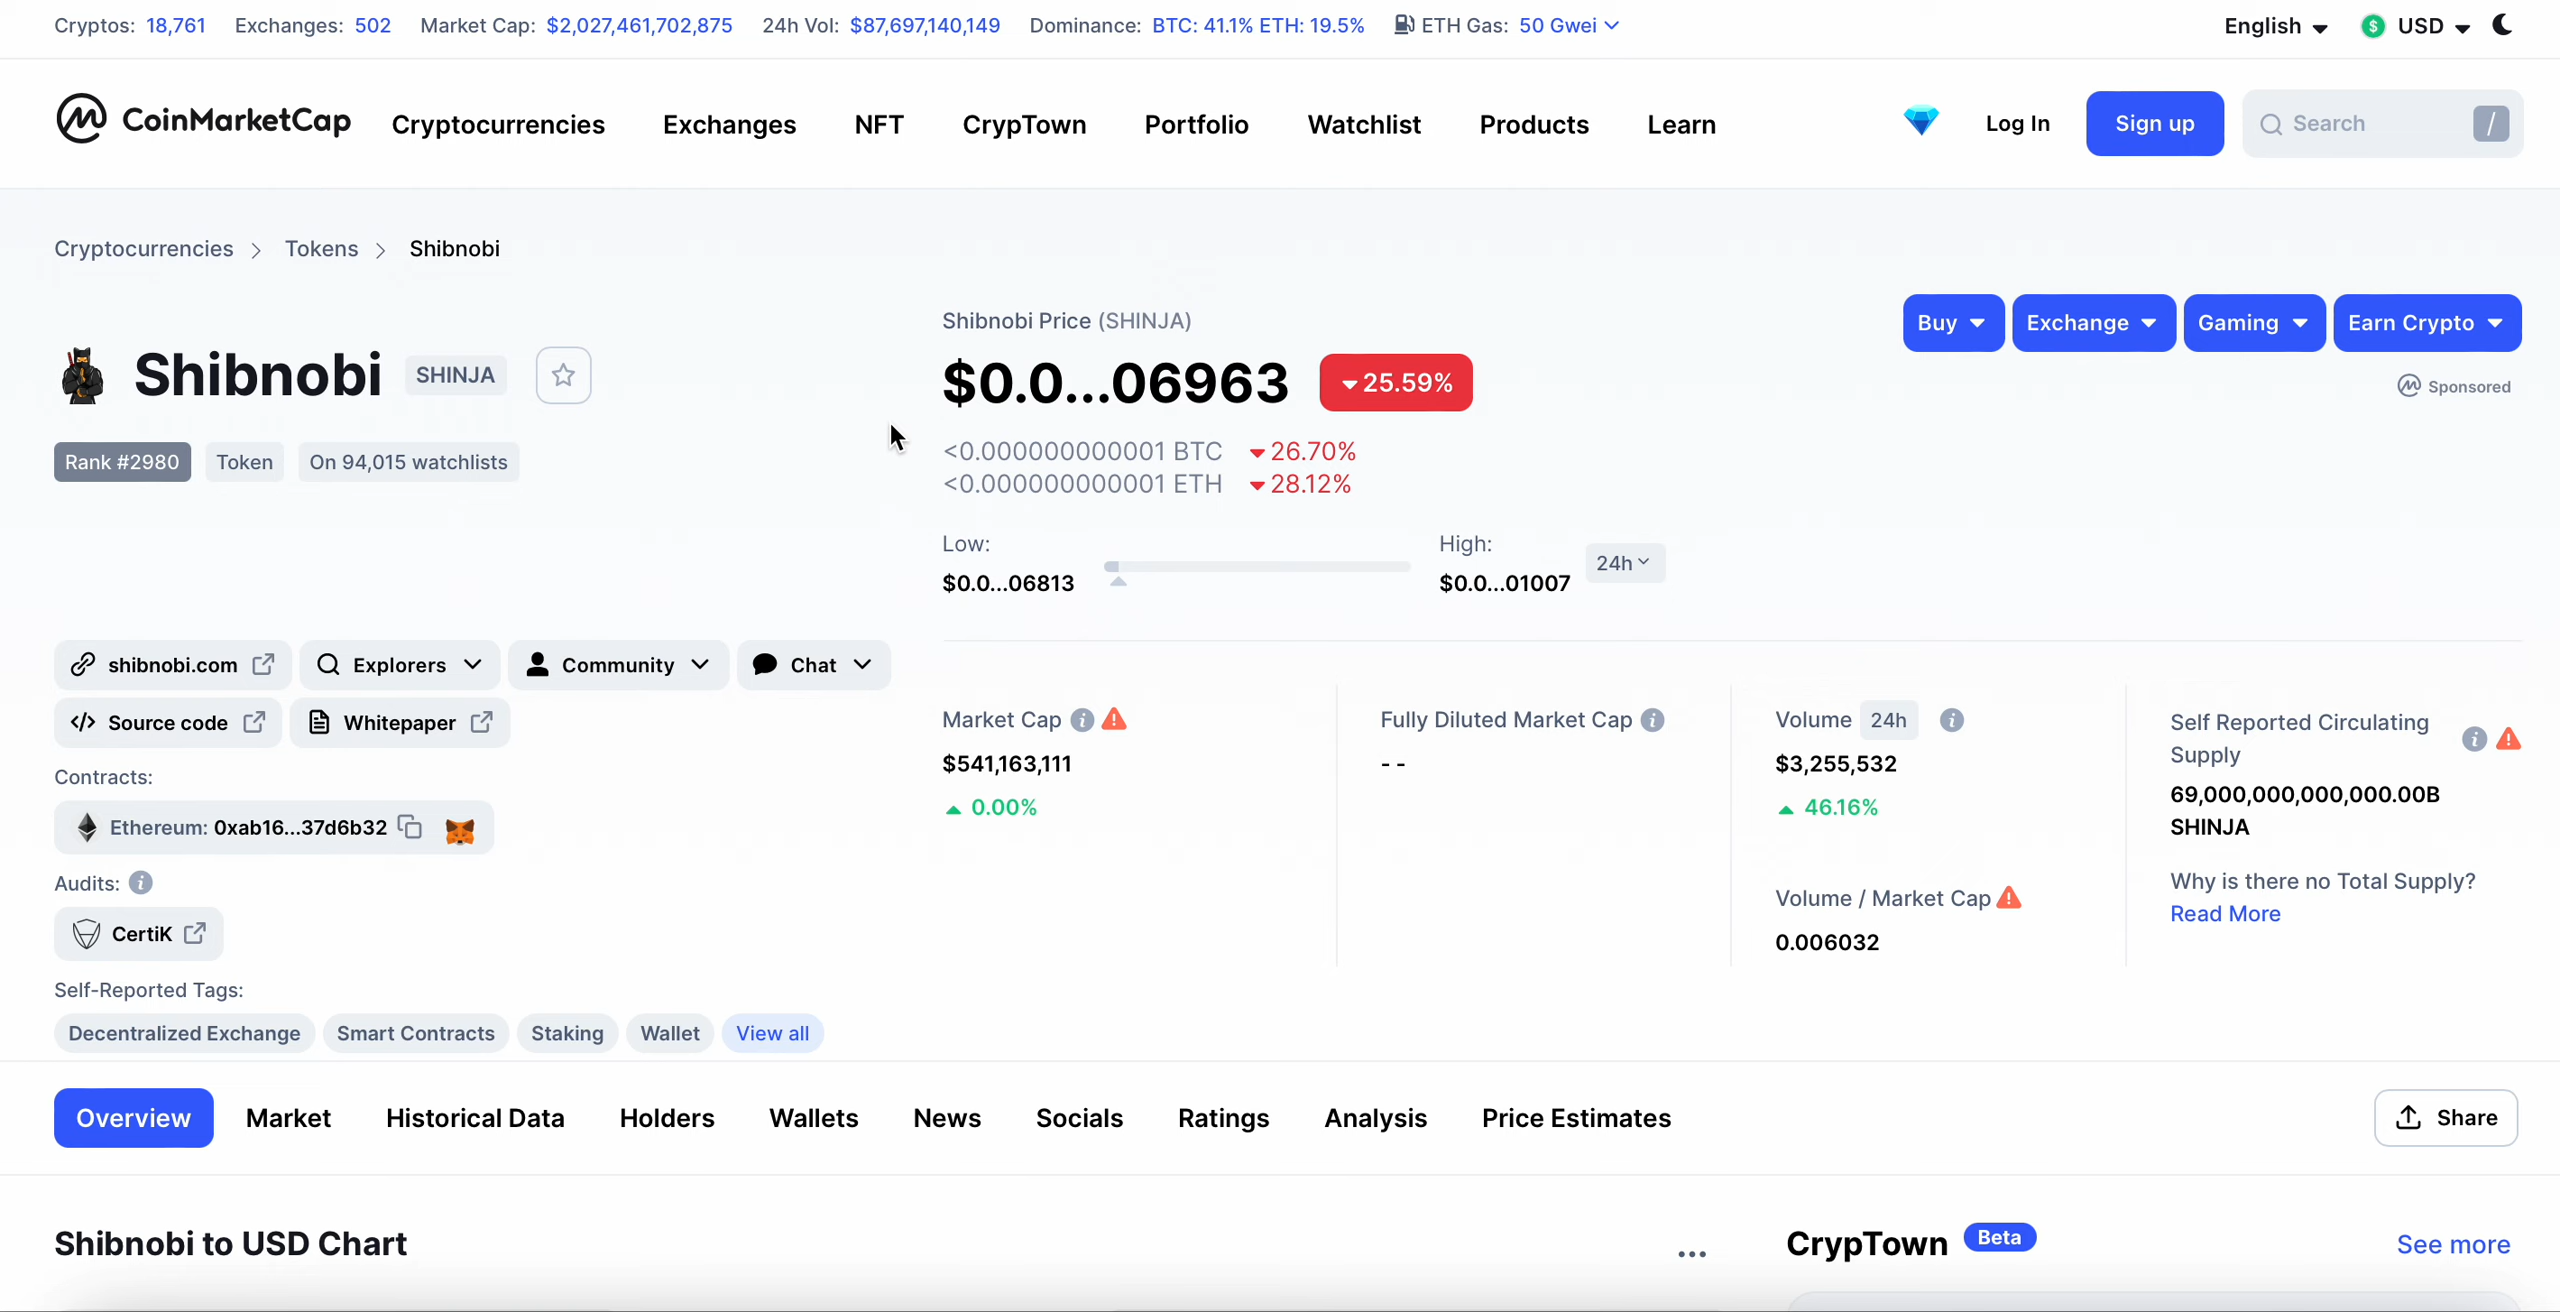 Cryptos: 18,761 Exchanges: 502 Market Cap: $2,027,461,702,875 24h Vol: $87,697,140,149 Dominance: BTC: 41.1% ETH: 19.5% ETH Gas: 50 Gwei English USD
CoinMarketCap Cryptocurrencies Exchanges NFT CrypTown Portfolio Watchlist Products Learn Log In Sign up Search /
Cryptocurrencies > Tokens > Shibnobi
Shibnobi SHINJA
Rank #2980 Token On 94,015 watchlists
Shibnobi Price (SHINJA)
$0.0...06963 25.59%
<0.000000000001 BTC 26.70%
<0.000000000001 ETH 28.12%
Low:
$0.0...06813
High:
$0.0...01007
24h
Buy Exchange Gaming Earn Crypto
Sponsored
shibnobi.com Explorers Community Chat
Source code Whitepaper
Contracts:
Ethereum: 0xab16...37d6b32
Audits:
CertiK
Self-Reported Tags:
Decentralized Exchange Smart Contracts Staking Wallet View all
Market Cap
$541,163,111
0.00%
Fully Diluted Market Cap
- -
Volume 24h
$3,255,532
46.16%
Volume / Market Cap
0.006032
Self Reported Circulating
Supply
69,000,000,000,000.00B
SHINJA
Why is there no Total Supply?
Read More
Overview Market Historical Data Holders Wallets News Socials Ratings Analysis Price Estimates Share
Shibnobi to USD Chart
CrypTown Beta See more